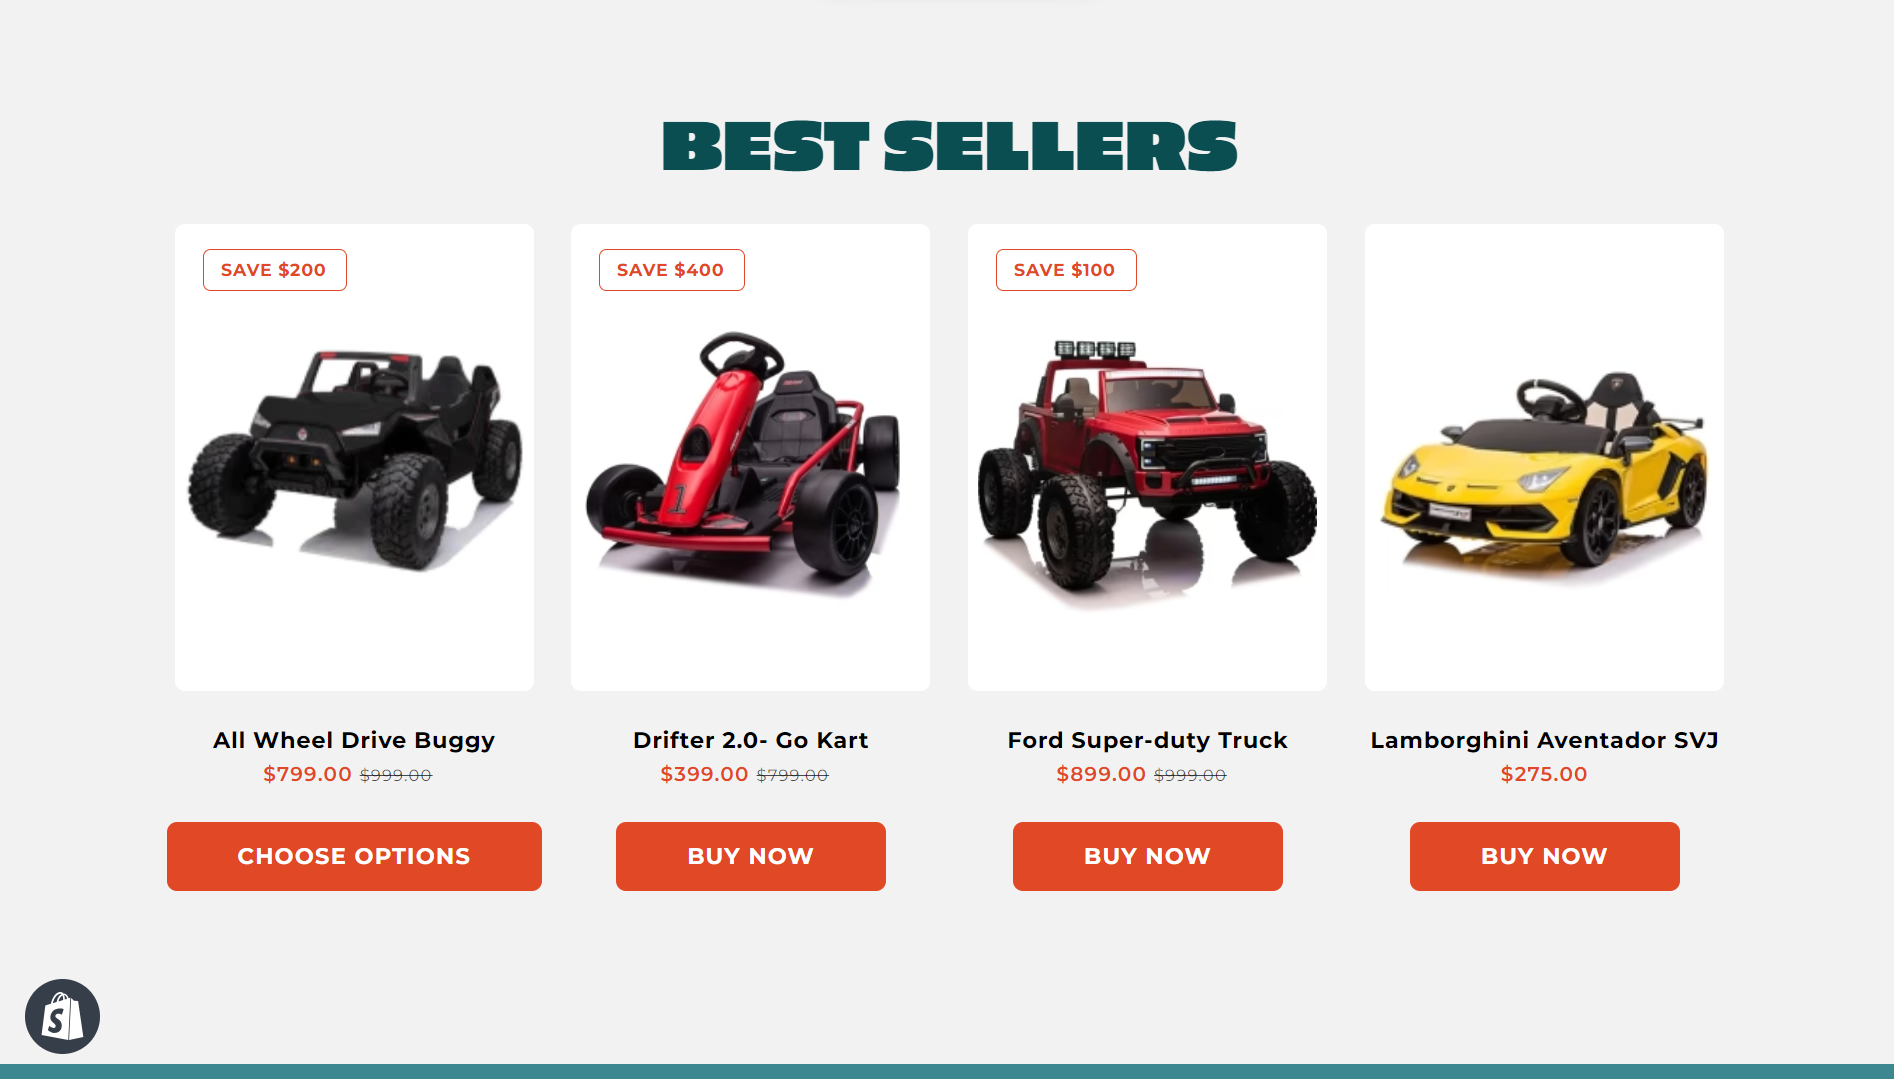 BEST SELLERS
SAVE $200
SAVE $400
SAVE $100
1
All Wheel Drive Buggy
Drifter 2.0- Go Kart
Ford Super-duty Truck
Lamborghini Aventador SVJ
$799.00 $999.00
$399.00 $799.00
$899.00 $999.00
$275.00
CHOOSE OPTIONS
BUY NOW
BUY NOW
BUY NOW
S